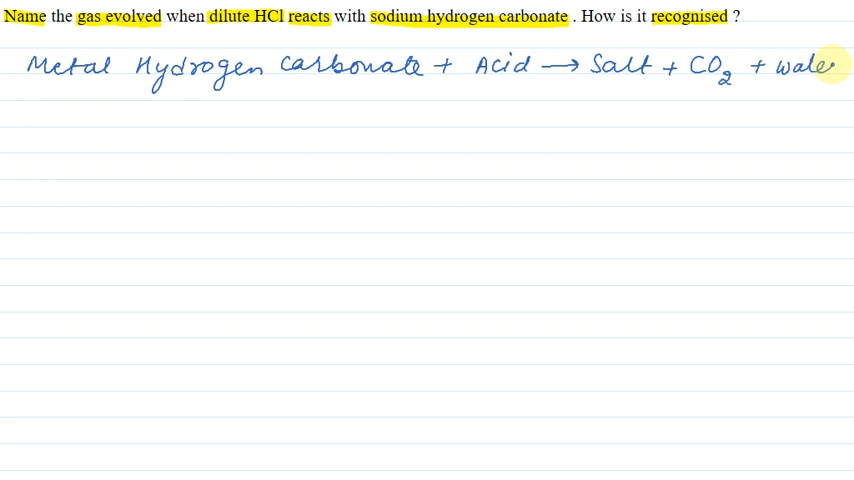 Name the gas evolved when dilute HCl reacts with sodium hydrogen carbonate . How is it recognised ?
Metal Hydrogen Carbonate + Acid → Salt + CO₂ + Water